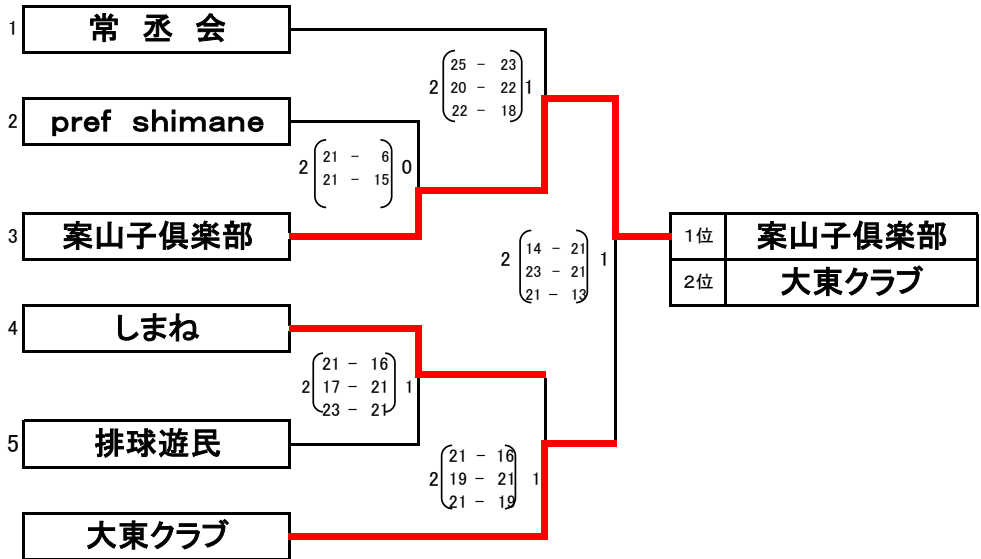 1 常 丞 会
2 pref shimane
3 案山子倶楽部
4 しまね
5 排球遊民
大東クラブ
2 21 - 6 0
21 - 15
2 21 - 16 1
17 - 21
23 - 21
2 25 - 23 1
20 - 22
22 - 18
2 21 - 16 1
19 - 21
21 - 19
2 14 - 21 1
23 - 21
21 - 13
1位 案山子倶楽部
2位 大東クラブ